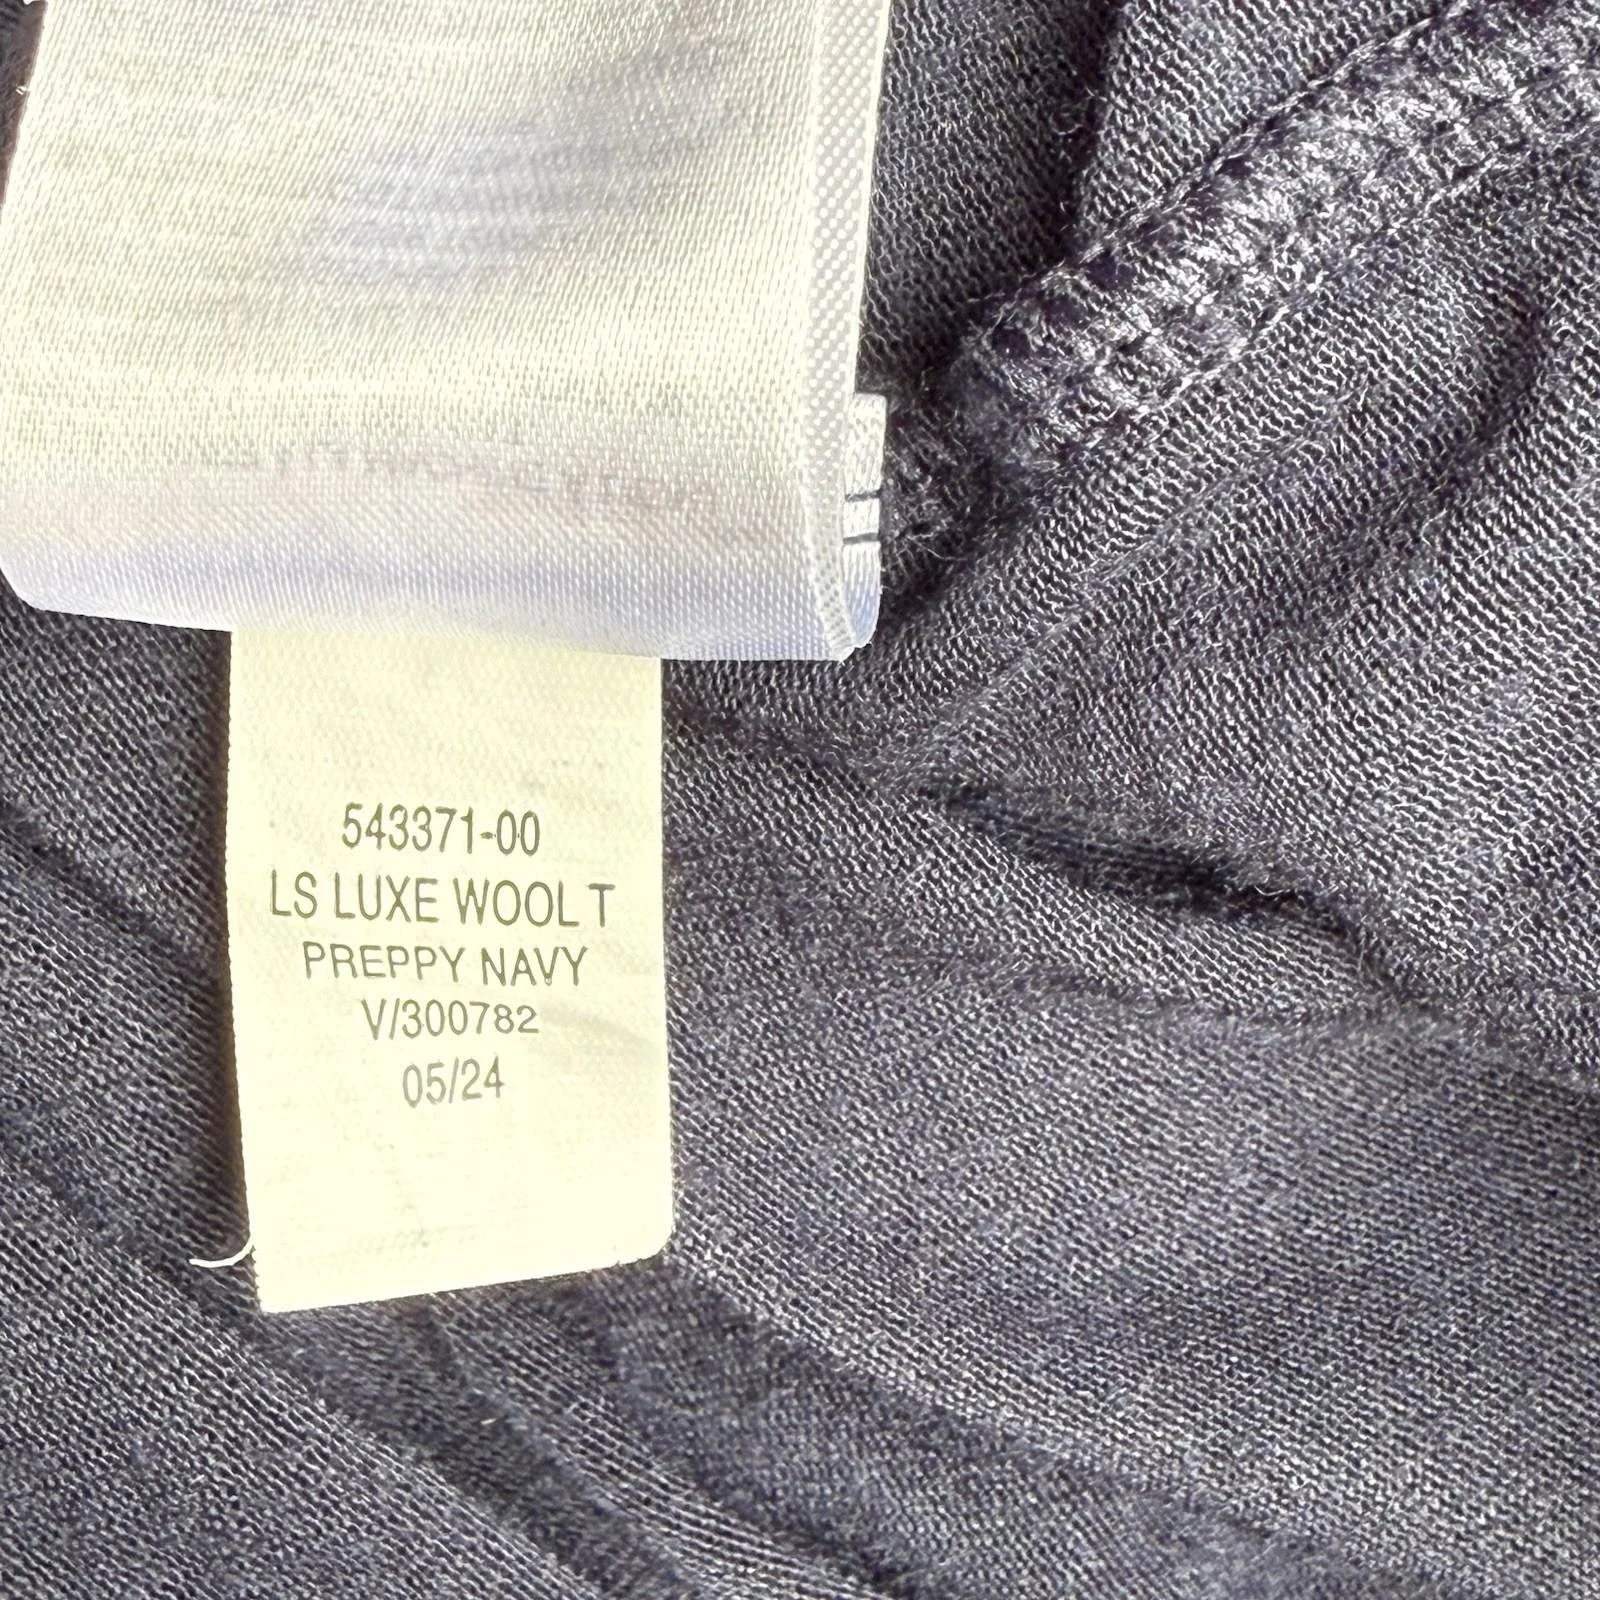 543371-00
LS LUXE WOOL T
PREPPY NAVY
V/300782
05/24